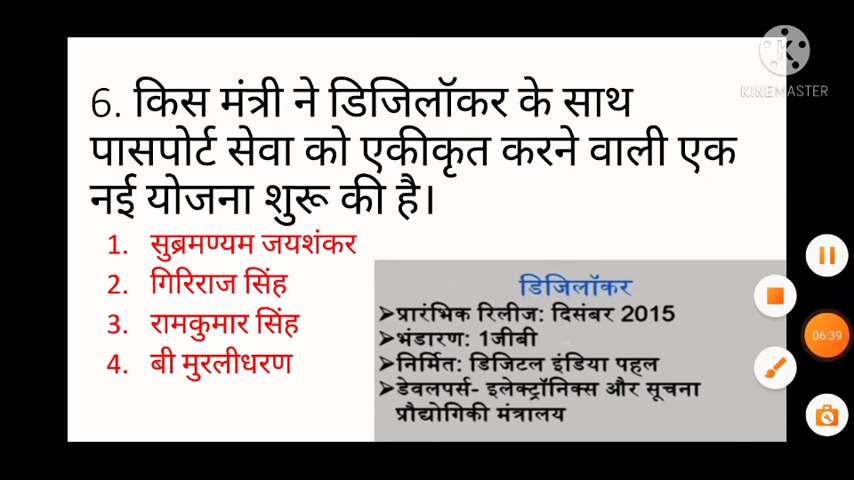 KINEMASTER
6. किस मंत्री ने डिजिलॉकर के साथ
पासपोर्ट सेवा को एकीकृत करने वाली एक
नई योजना शुरू की है।
1. सुब्रमण्यम जयशंकर
2. गिरिराज सिंह
3. रामकुमार सिंह
4. बी मुरलीधरण
डिजिलॉकर
➢प्रारंभिक रिलीज: दिसंबर 2015
➢भंडारण: 1जीबी
➢निर्मित: डिजिटल इंडिया पहल
➢डेवलपर्स- इलेक्ट्रॉनिक्स और सूचना
प्रौद्योगिकी मंत्रालय
06:39